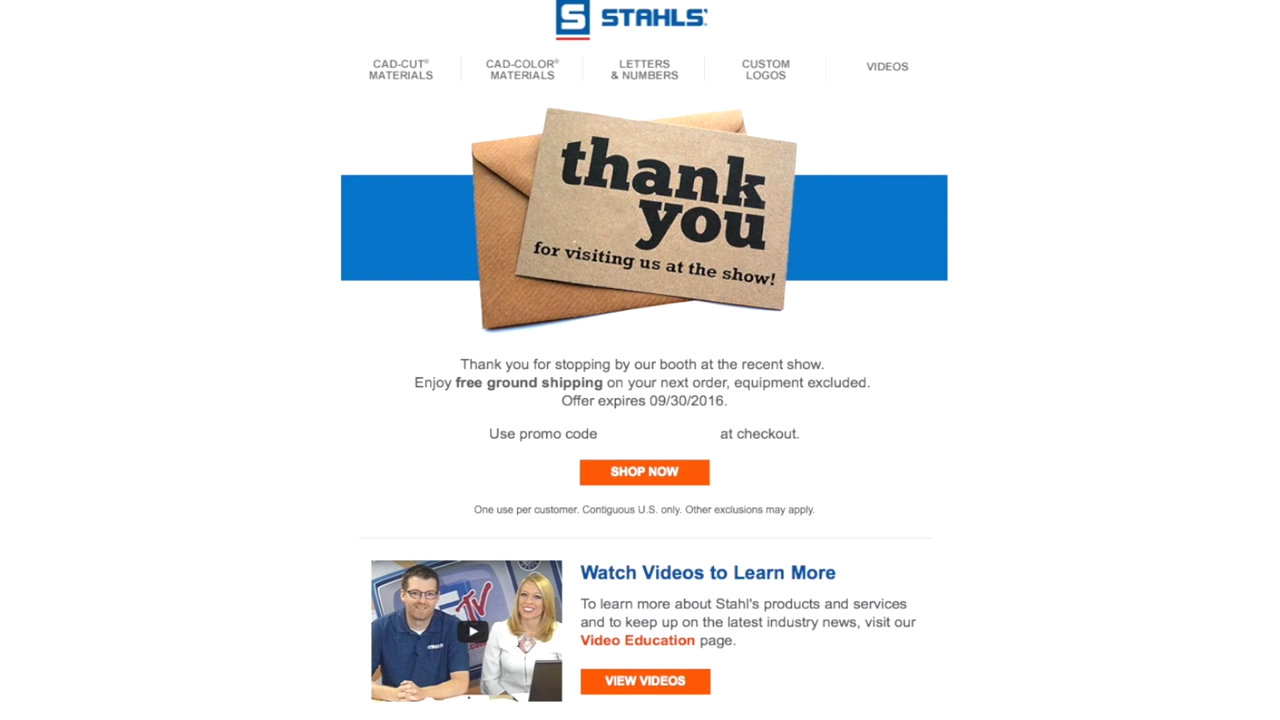 S STAHLS'
CAD-CUT®
MATERIALS
CAD-COLOR®
MATERIALS
LETTERS
& NUMBERS
CUSTOM
LOGOS
VIDEOS
thank
you
for visiting us at the show!
Thank you for stopping by our booth at the recent show.
Enjoy free ground shipping on your next order, equipment excluded.
Offer expires 09/30/2016.
Use promo code at checkout.
SHOP NOW
One use per customer. Contiguous U.S. only. Other exclusions may apply.
TV
Watch Videos to Learn More
To learn more about Stahl's products and services
and to keep up on the latest industry news, visit our
Video Education page.
VIEW VIDEOS